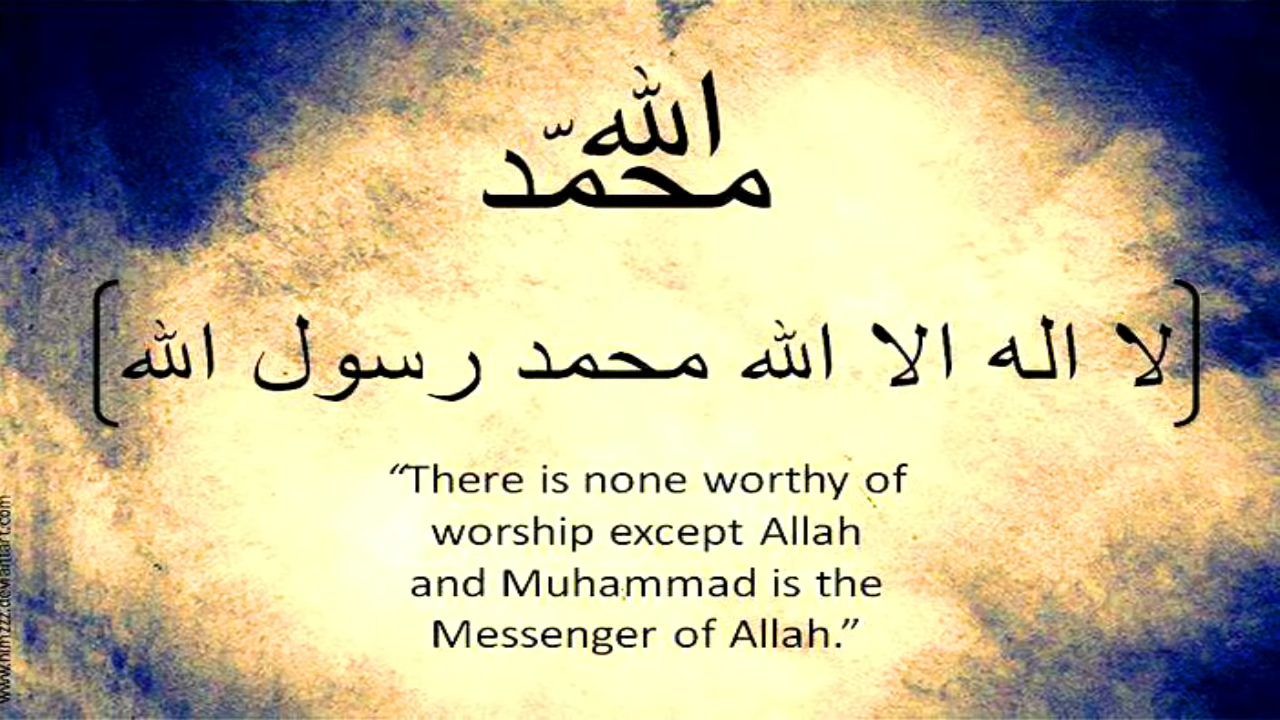 الله
محمّد
[لا اله الا الله محمد رسول الله]
“There is none worthy of
worship except Allah
and Muhammad is the
Messenger of Allah.”